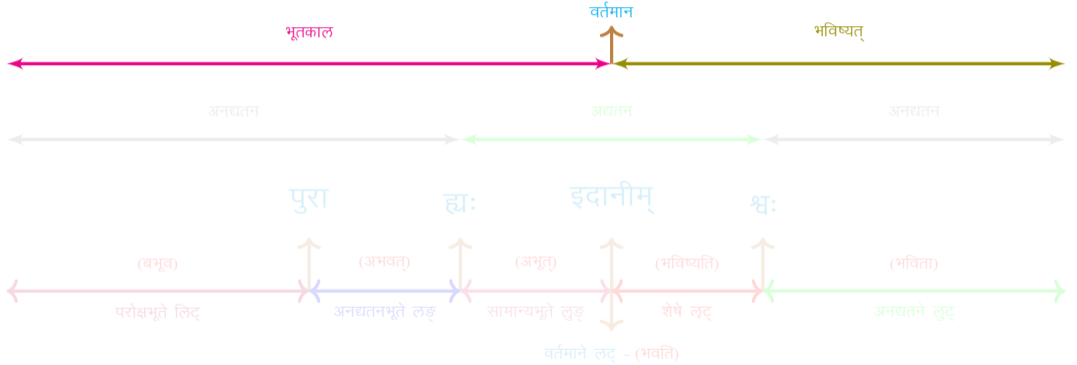 वर्तमान
भूतकाल भविष्यत्
अनद्यतन अद्यतन अनद्यतन
पुरा ह्यः इदानीम् श्वः
(बभूव) (अभवत्) (अभूत्) (भविष्यति) (भविता)
परोक्षभूते लिट् अनद्यतनभूते लङ् सामान्यभूते लुङ् शेषे लृट् अनद्यतने लुट्
वर्तमाने लट् - (भवति)